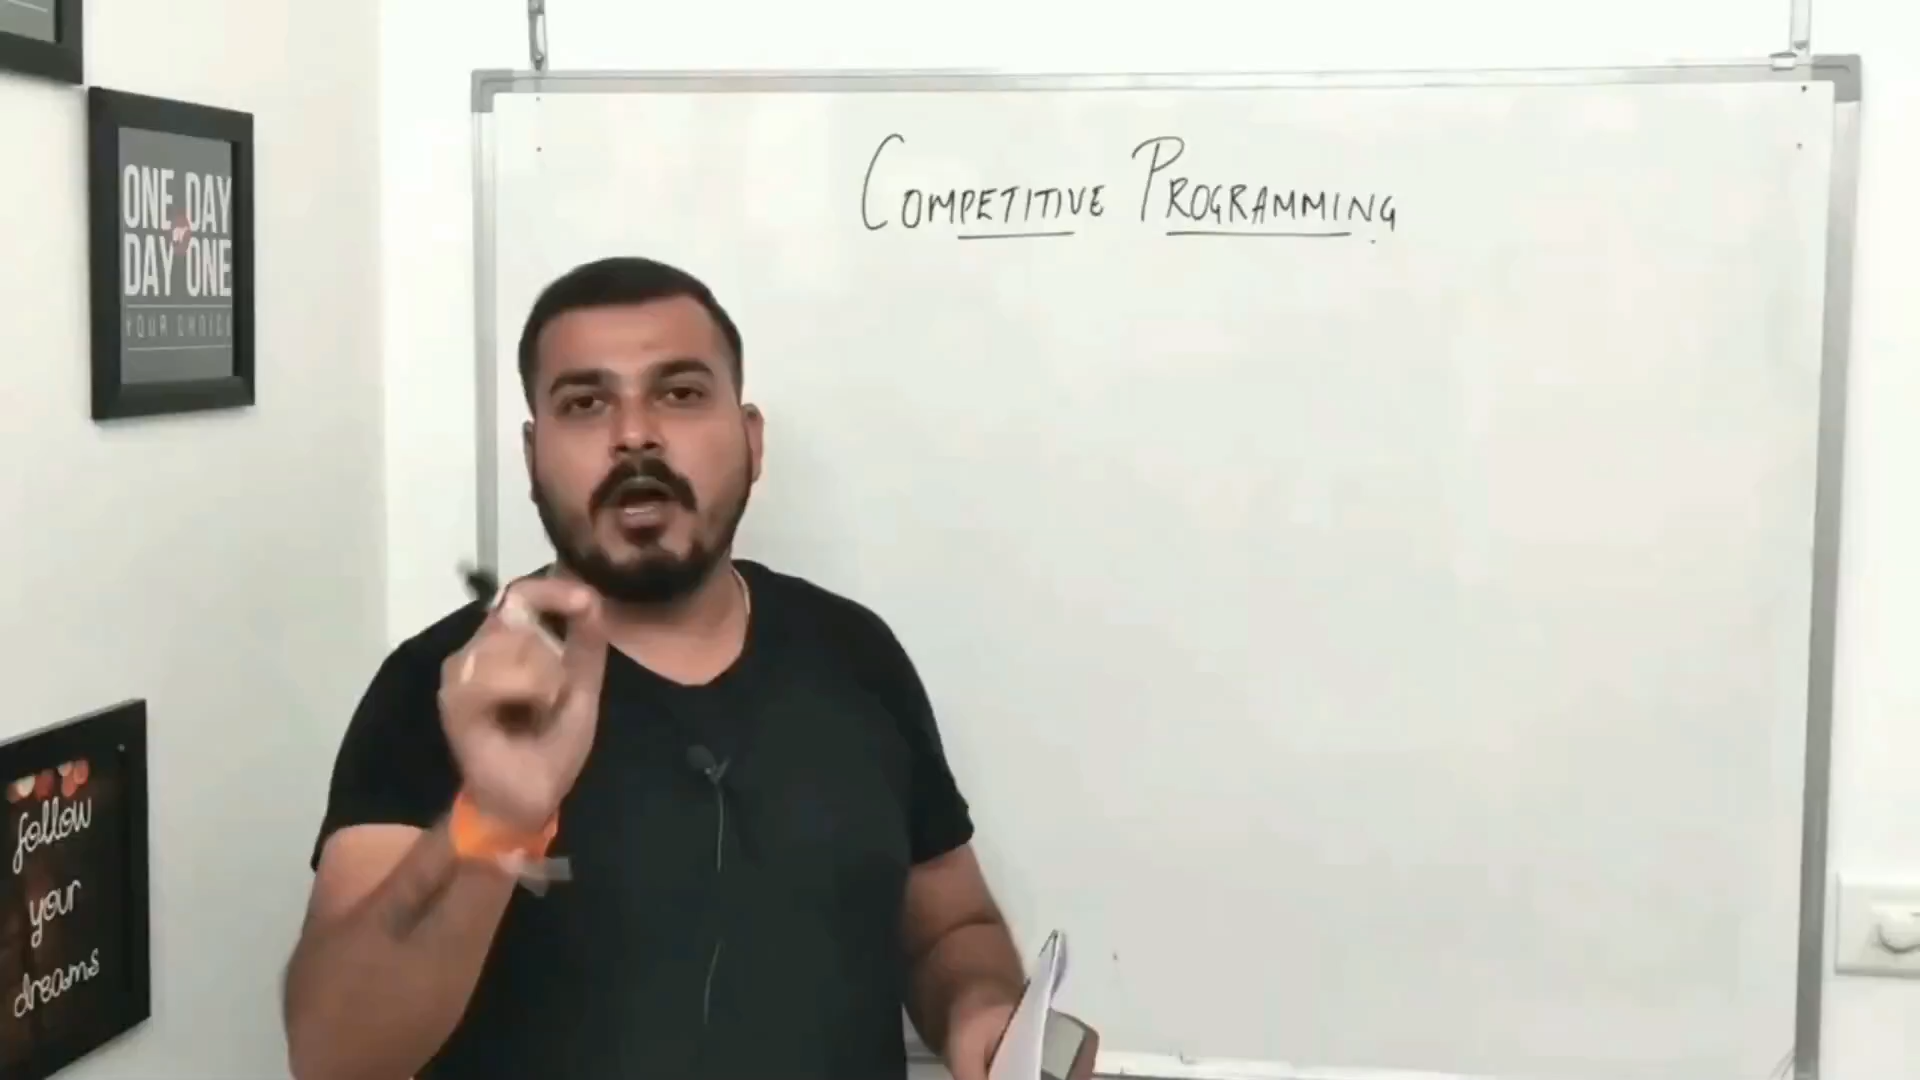 COMPETITIVE PROGRAMMING
ONE DAY
or
DAY ONE
YOUR CHOICE
follow
your
dreams